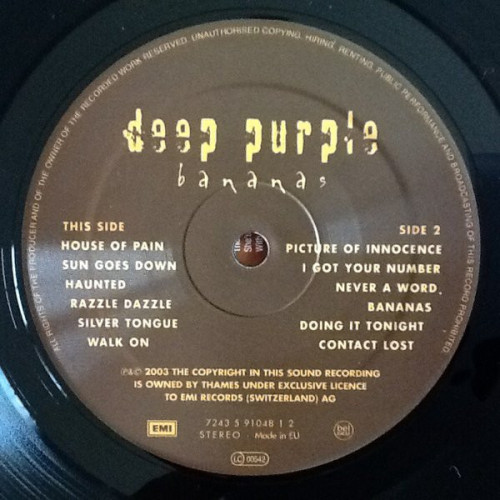 ALL RIGHTS OF THE PRODUCER AND OF THE OWNER OF THE RECORDED WORK RESERVED. UNAUTHORISED COPYING, HIRING, RENTING, PUBLIC PERFORMANCE AND BROADCASTING OF THIS RECORD PROHIBITED.
deep purple
bananas
THIS SIDE
HOUSE OF PAIN
SUN GOES DOWN
HAUNTED
RAZZLE DAZZLE
SILVER TONGUE
WALK ON
SIDE 2
PICTURE OF INNOCENCE
I GOT YOUR NUMBER
NEVER A WORD
BANANAS
DOING IT TONIGHT
CONTACT LOST
P&© 2003 THE COPYRIGHT IN THIS SOUND RECORDING
IS OWNED BY THAMES UNDER EXCLUSIVE LICENCE
TO EMI RECORDS (SWITZERLAND) AG
7243 5 91048 1 2
STEREO · Made in EU
EMI
LC 00542